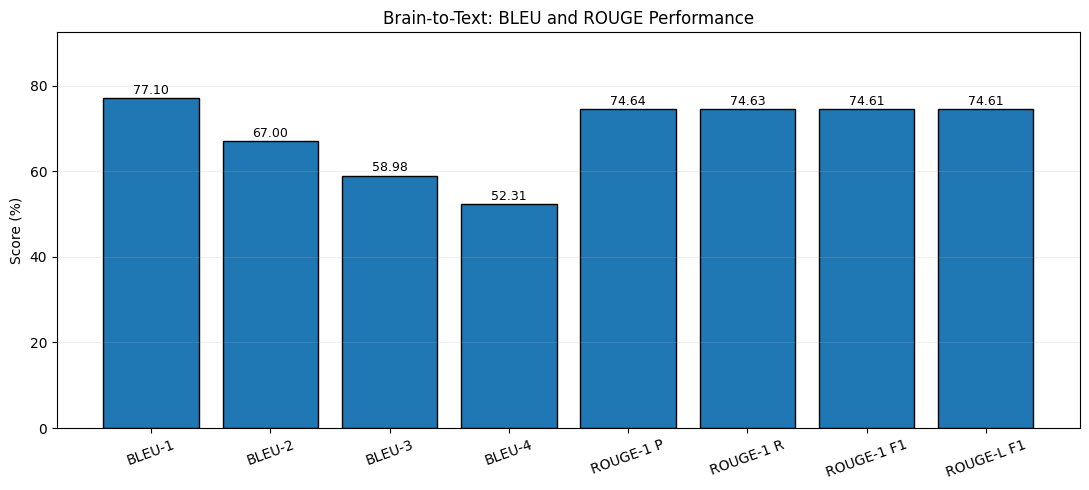 Brain-to-Text: BLEU and ROUGE Performance
Score (%)
80
60
40
20
0
77.10
67.00
58.98
52.31
74.64
74.63
74.61
74.61
BLEU-1
BLEU-2
BLEU-3
BLEU-4
ROUGE-1 P
ROUGE-1 R
ROUGE-1 F1
ROUGE-L F1